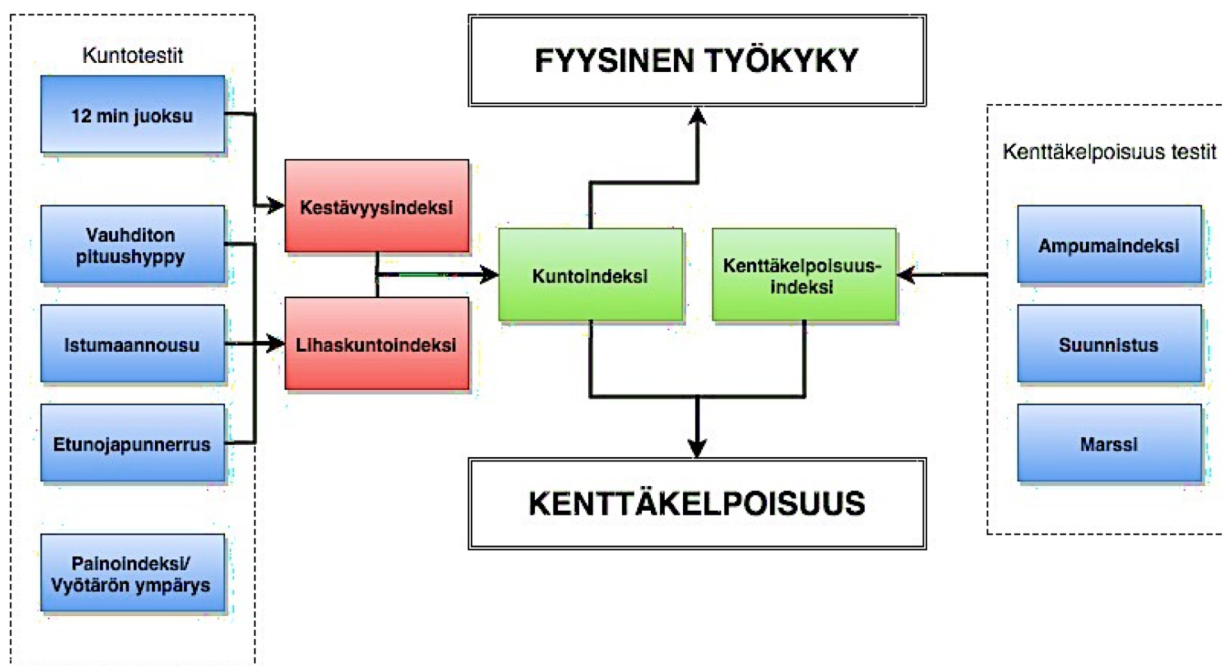 Kuntotestit
12 min juoksu
Vauhditon
pituushyppy
Istumaannousu
Etunojapunnerrus
Painoindeksi/
Vyötärön ympärys
Kestävyysindeksi
Lihaskuntoindeksi
FYYSINEN TYÖKYKY
Kuntoindeksi
Kenttäkelpoisuus-
indeksi
KENTTÄKELPOISUUS
Kenttäkelpoisuus testit
Ampumaindeksi
Suunnistus
Marssi